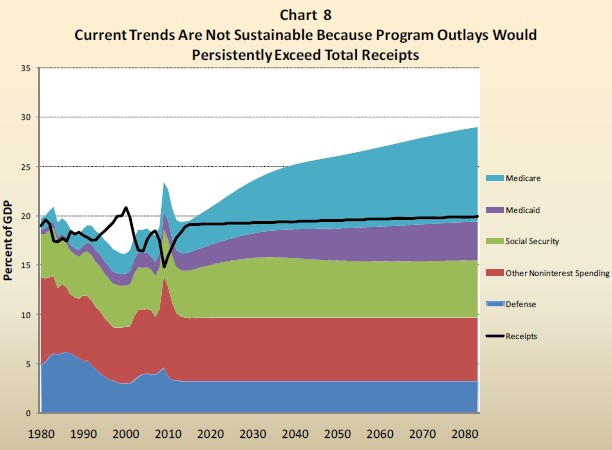 Chart 8
Current Trends Are Not Sustainable Because Program Outlays Would
Persistently Exceed Total Receipts
35
30
25
20
15
10
5
0
Percent of GDP
1980 1990 2000 2010 2020 2030 2040 2050 2060 2070 2080
Medicare
Medicaid
Social Security
Other Noninterest Spending
Defense
Receipts